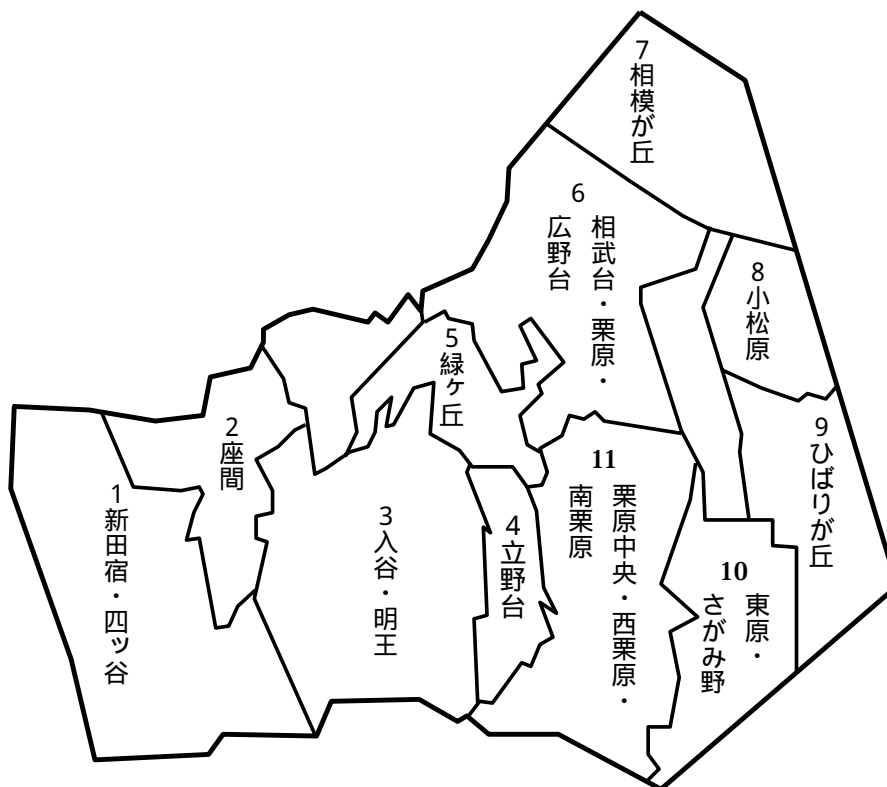 1新田宿・四ッ谷
2座間
3入谷・明王
4立野台
5緑ヶ丘
6
相武台・栗原・
広野台
7相模が丘
8小松原
9ひばりが丘
10
東原・
さがみ野
11
栗原中央・西栗原・
南栗原